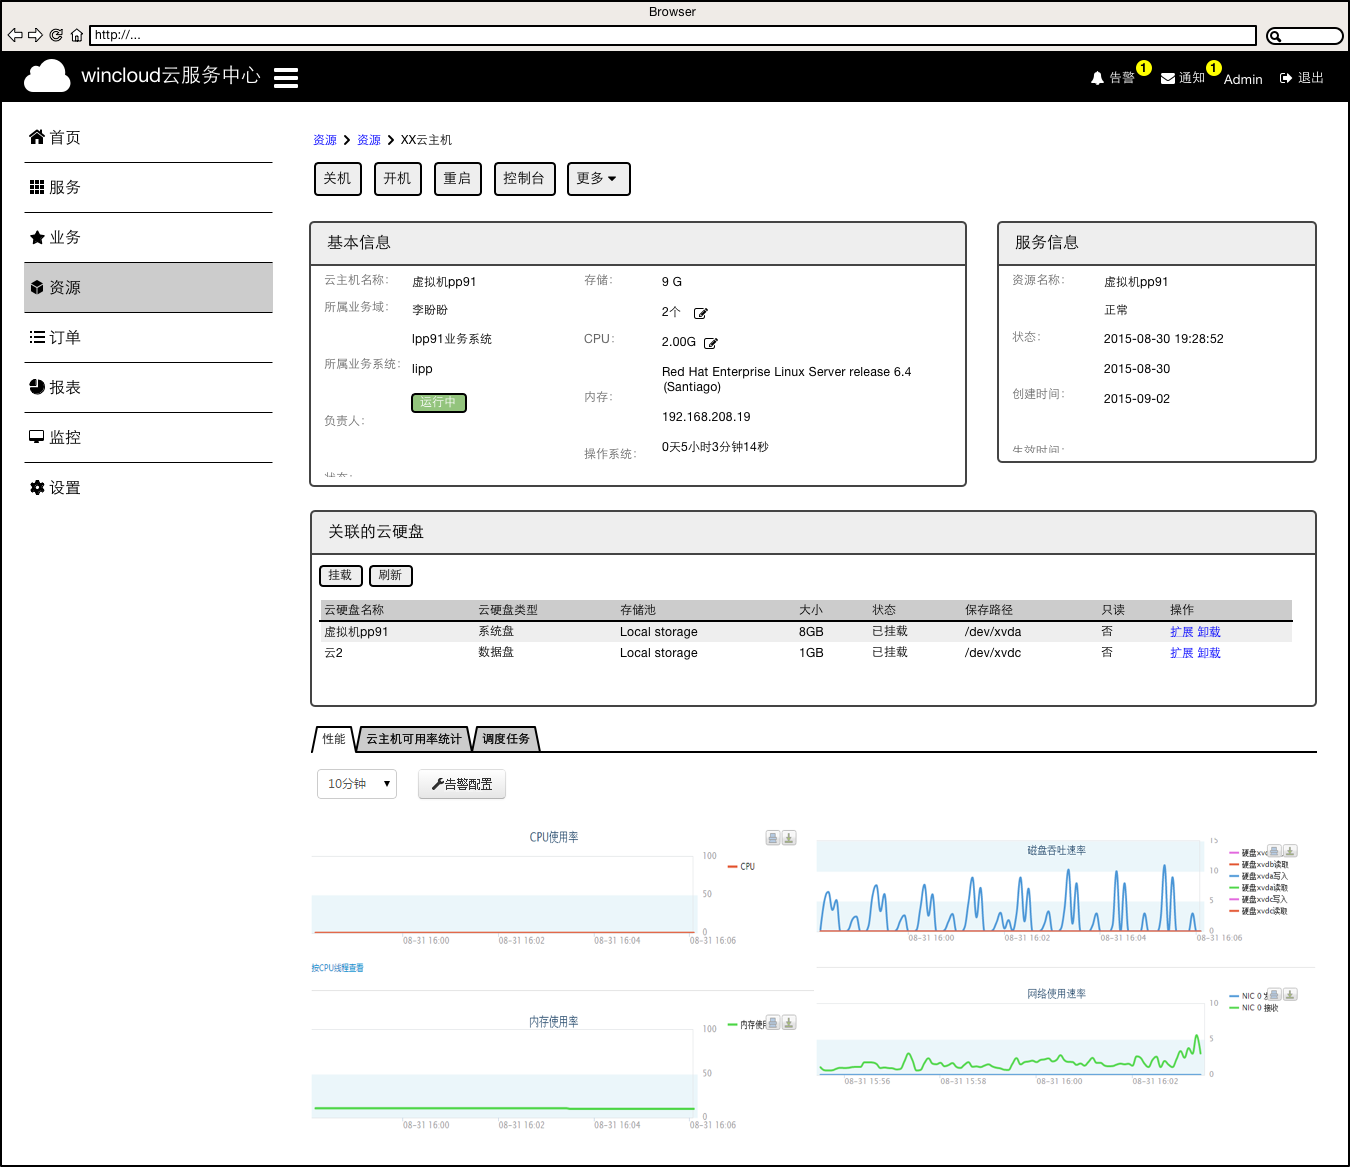 Browser
http://...
wincloud云服务中心
告警 1 通知 1 Admin 退出
首页
服务
业务
资源
订单
报表
监控
设置
资源 资源 XX云主机
关机 开机 重启 控制台 更多
基本信息
云主机名称： 虚拟机pp91
所属业务域： 李盼盼
lpp91业务系统
所属业务系统： lipp
运行中
负责人：
状态：
存储： 9 G
2个
CPU： 2.00G
Red Hat Enterprise Linux Server release 6.4
(Santiago)
内存：
192.168.208.19
操作系统： 0天5小时3分钟14秒
服务信息
资源名称： 虚拟机pp91
正常
状态： 2015-08-30 19:28:52
2015-08-30
创建时间： 2015-09-02
生效时间：
关联的云硬盘
挂载 刷新
云硬盘名称 云硬盘类型 存储池 大小 状态 保存路径 只读 操作
虚拟机pp91 系统盘 Local storage 8GB 已挂载 /dev/xvda 否 扩展 卸载
云2 数据盘 Local storage 1GB 已挂载 /dev/xvdc 否 扩展 卸载
性能 云主机可用率统计 调度任务
10分钟 告警配置
CPU使用率
100
CPU
50
0
08-31 16:00 08-31 16:02 08-31 16:04 08-31 16:06
按CPU线程查看
磁盘吞吐速率
15
10
5
0
硬盘xv
硬盘xvdb读取
硬盘xvda写入
硬盘xvda读取
硬盘xvdc写入
硬盘xvdc读取
08-31 16:00 08-31 16:02 08-31 16:04 08-31 16:06
内存使用率
100
内存使用
50
0
08-31 16:00 08-31 16:02 08-31 16:04 08-31 16:06
网络使用速率
10
5
0
NIC 0 发
NIC 0 接收
08-31 15:56 08-31 15:58 08-31 16:00 08-31 16:02